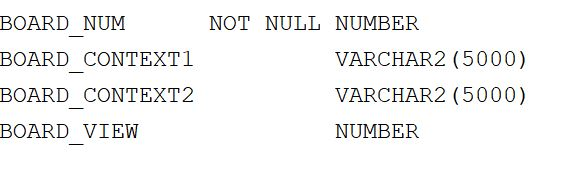 BOARD_NUM NOT NULL NUMBER
BOARD_CONTEXT1 VARCHAR2(5000)
BOARD_CONTEXT2 VARCHAR2(5000)
BOARD_VIEW NUMBER